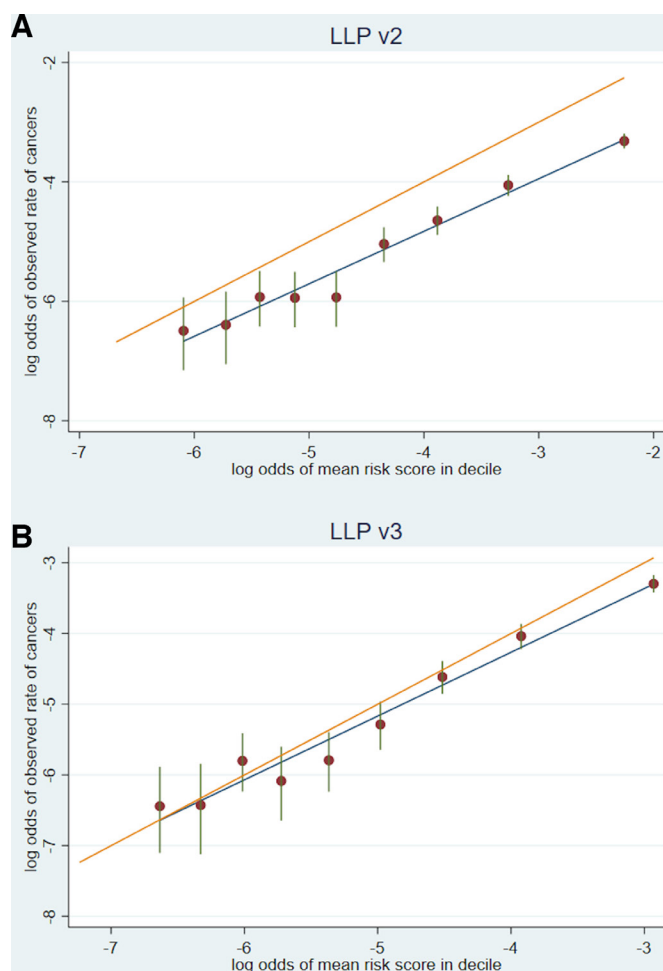 A
LLP v2
log odds of observed rate of cancers
-2
-4
-6
-8
-7 -6 -5 -4 -3 -2
log odds of mean risk score in decile
B
LLP v3
log odds of observed rate of cancers
-3
-4
-5
-6
-7
-8
-7 -6 -5 -4 -3
log odds of mean risk score in decile